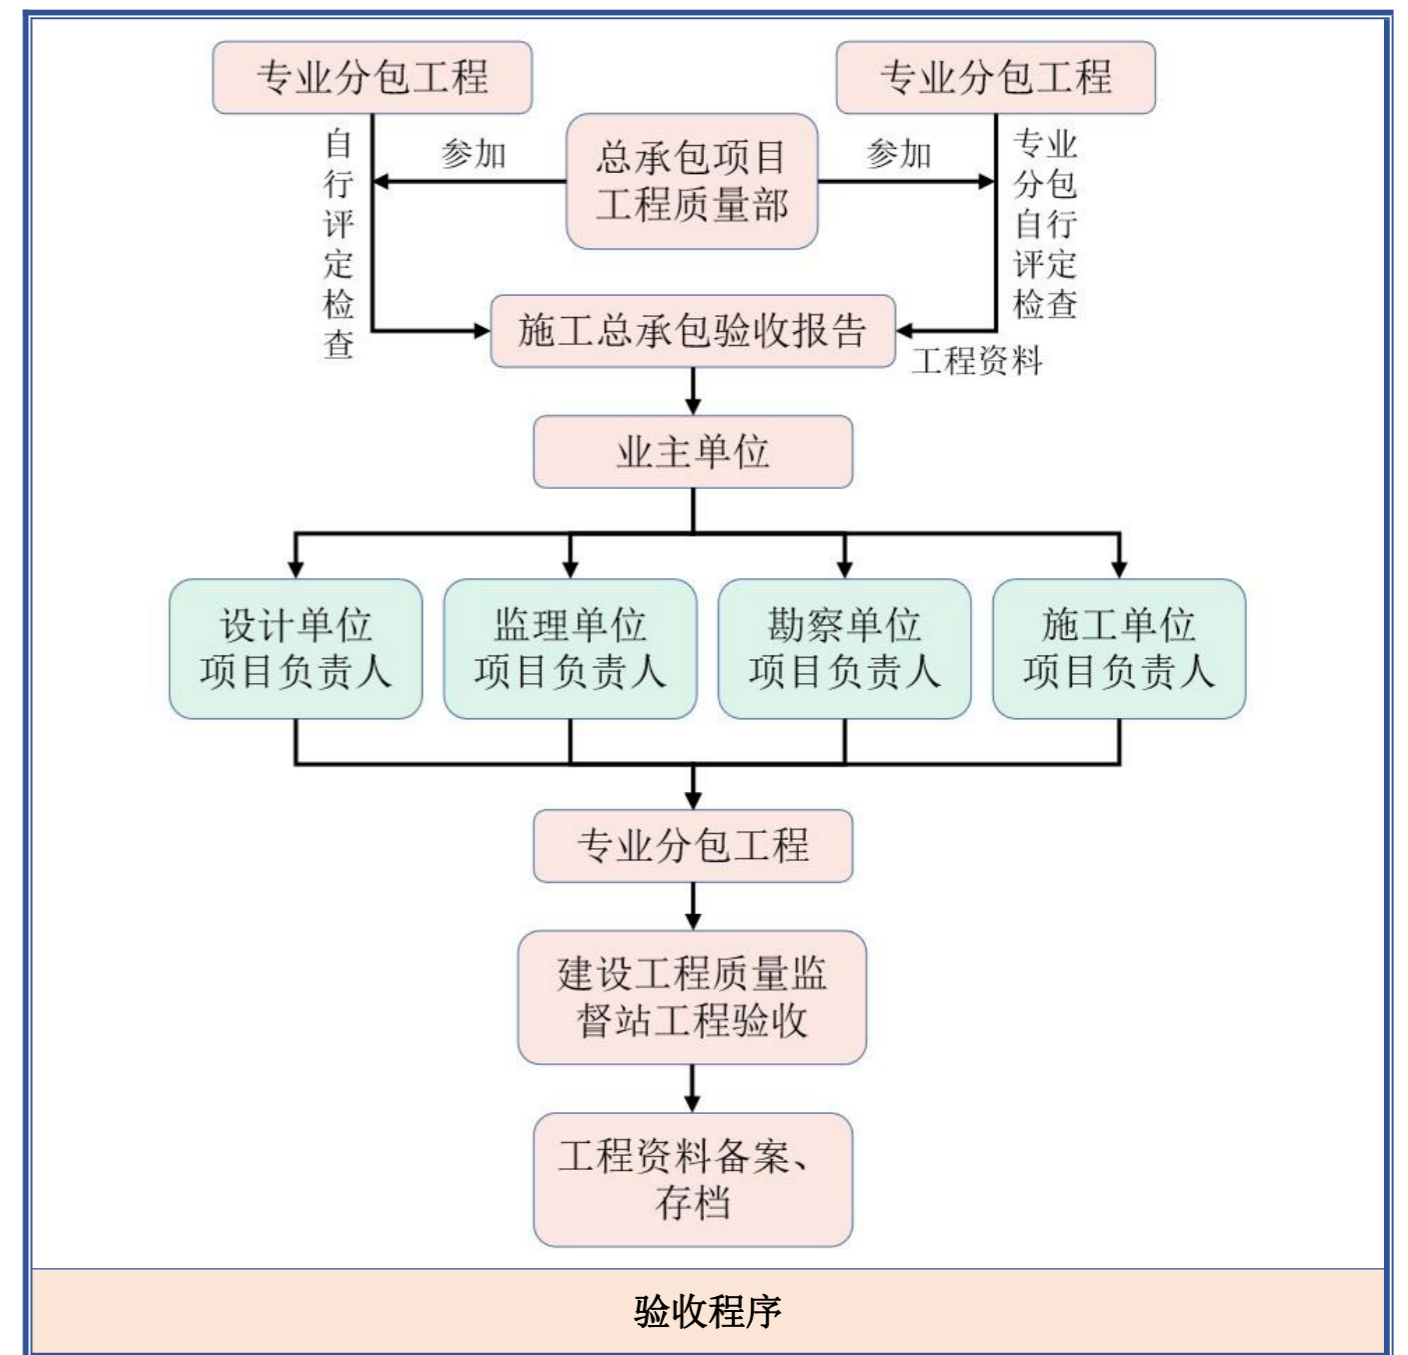 专业分包工程
专业分包工程
自
行
评
定
检
查
参加
总承包项目
工程质量部
参加
专业
分包
自行
评定
检查
施工总承包验收报告
工程资料
业主单位
设计单位
项目负责人
监理单位
项目负责人
勘察单位
项目负责人
施工单位
项目负责人
专业分包工程
建设工程质量监
督站工程验收
工程资料备案、
存档
验收程序